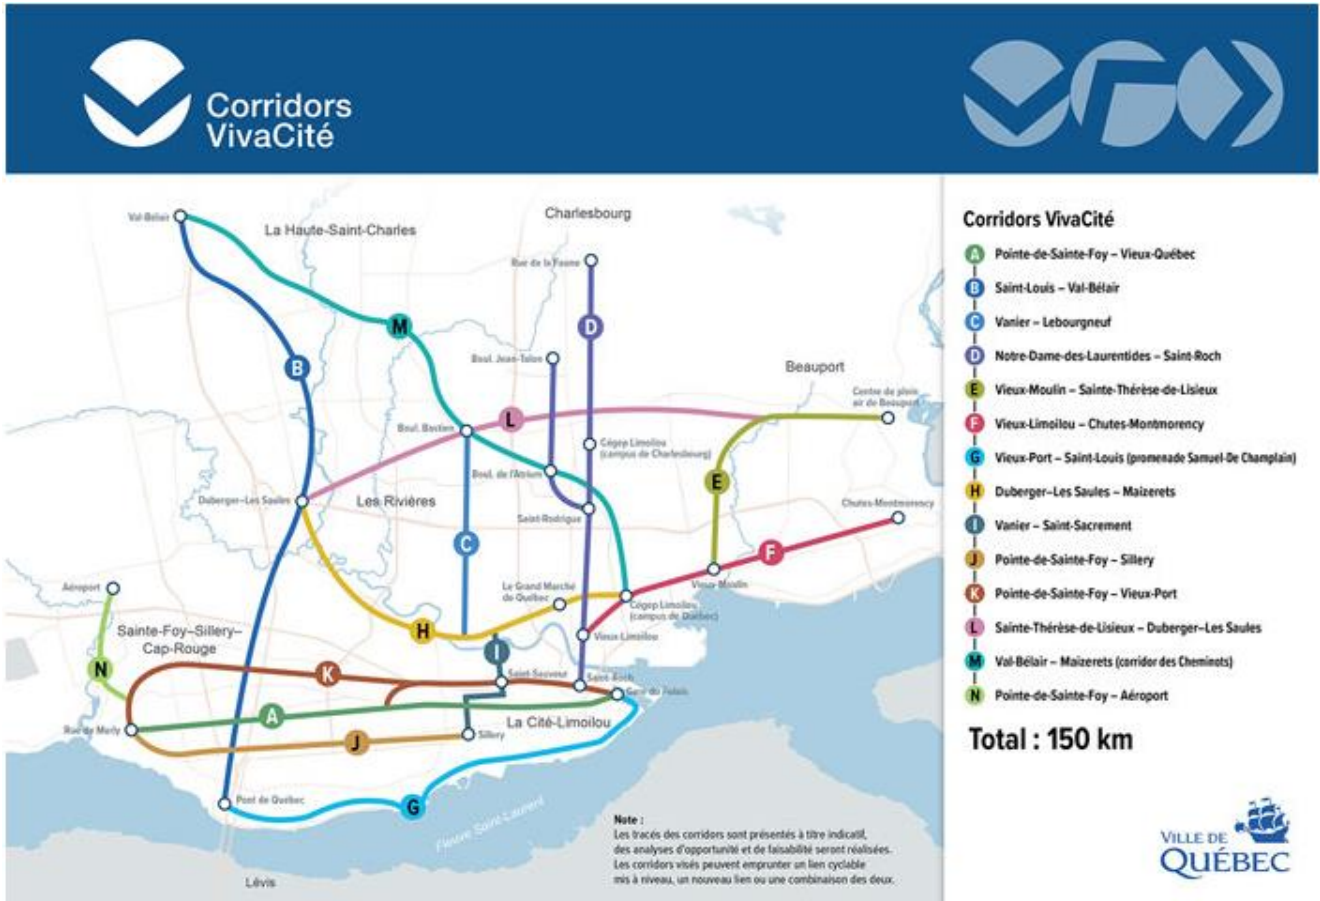 Corridors
VivaCité
Val-Bélair
La Haute-Saint-Charles
Charlesbourg
Rue de la Faune
D
M
B
Boul. Jean-Talon
Beauport
Centre de plein
air de Beauport
L
Boul. Bastien
Cégep Limoilou
(campus de Charlesbourg)
Boul. de l'Atrium
E
Duberger–Les Saules
Les Rivières
Chutes-Montmorency
Saint-Rodrigue
C
F
Vieux-Moulin
Aéroport
Le Grand Marché
de Québec
Cégep Limoilou
(campus de Québec)
Sainte-Foy–Sillery–
Cap-Rouge
H
Vieux-Limoilou
I
N
K
Saint-Sauveur
Saint-Roch
Gare du Palais
A
La Cité-Limoilou
Rue de Marly
J
Sillery
Pont de Québec
G
Fleuve Saint-Laurent
Lévis
Note :
Les tracés des corridors sont présentés à titre indicatif,
des analyses d'opportunité et de faisabilité seront réalisées.
Les corridors visés peuvent emprunter un lien cyclable
mis à niveau, un nouveau lien ou une combinaison des deux.
Corridors VivaCité
A Pointe-de-Sainte-Foy – Vieux-Québec
B Saint-Louis – Val-Bélair
C Vanier – Lebourgneuf
D Notre-Dame-des-Laurentides – Saint-Roch
E Vieux-Moulin – Sainte-Thérèse-de-Lisieux
F Vieux-Limoilou – Chutes-Montmorency
G Vieux-Port – Saint-Louis (promenade Samuel-De Champlain)
H Duberger–Les Saules – Maizerets
I Vanier – Saint-Sacrement
J Pointe-de-Sainte-Foy – Sillery
K Pointe-de-Sainte-Foy – Vieux-Port
L Sainte-Thérèse-de-Lisieux – Duberger–Les Saules
M Val-Bélair – Maizerets (corridor des Cheminots)
N Pointe-de-Sainte-Foy – Aéroport
Total : 150 km
VILLE DE
QUÉBEC